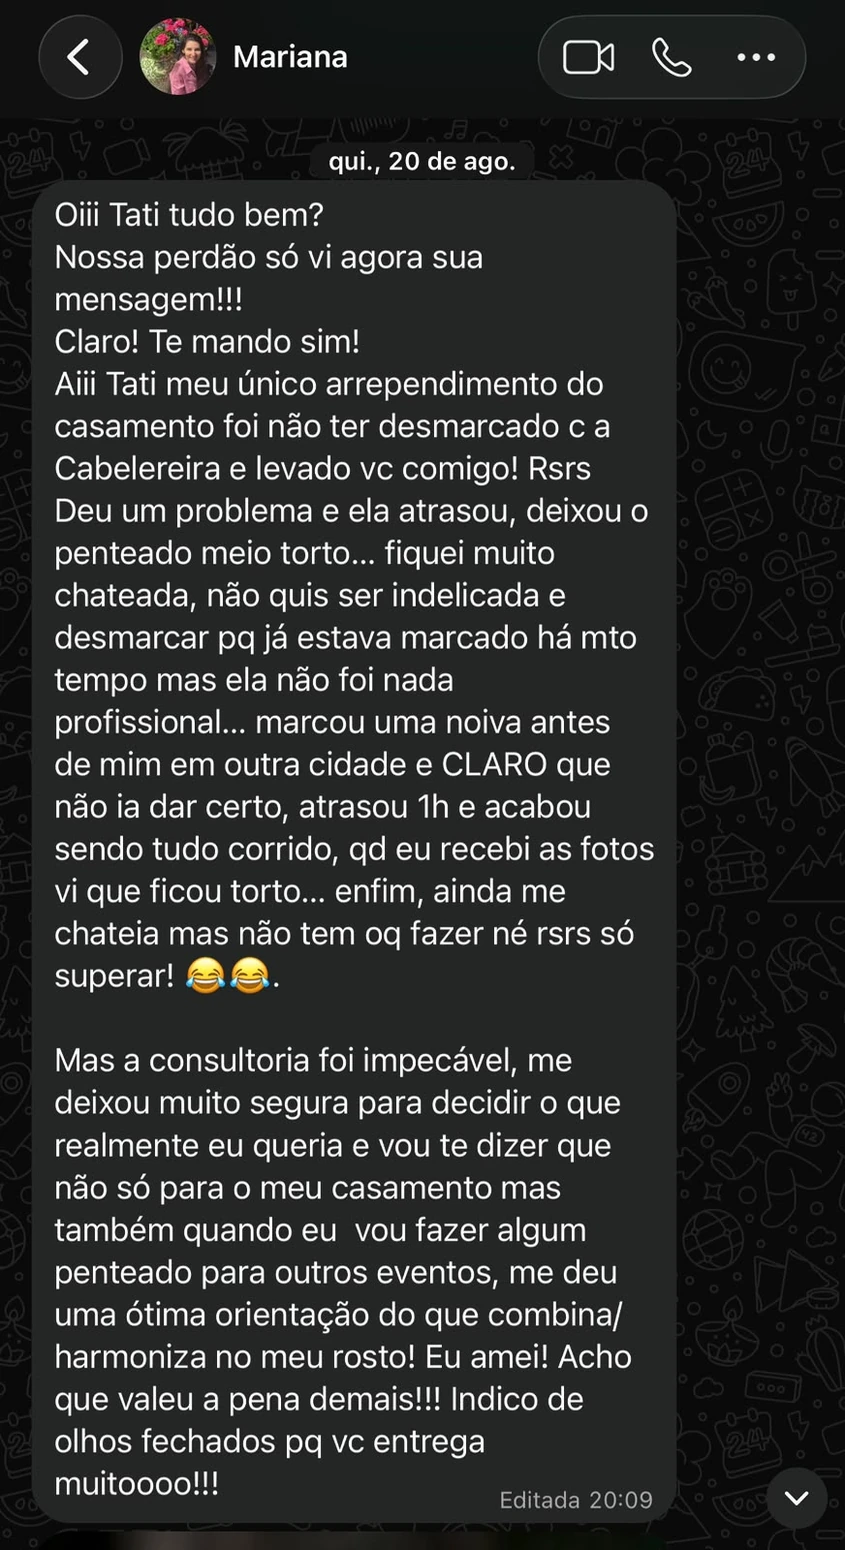 Mariana
qui., 20 de ago.
Oiii Tati tudo bem?
Nossa perdão só vi agora sua
mensagem!!!
Claro! Te mando sim!
Aiii Tati meu único arrependimento do
casamento foi não ter desmarcado c a
Cabelereira e levado vc comigo! Rsrs
Deu um problema e ela atrasou, deixou o
penteado meio torto... fiquei muito
chateada, não quis ser indelicada e
desmarcar pq já estava marcado há mto
tempo mas ela não foi nada
profissional... marcou uma noiva antes
de mim em outra cidade e CLARO que
não ia dar certo, atrasou 1h e acabou
sendo tudo corrido, qd eu recebi as fotos
vi que ficou torto... enfim, ainda me
chateia mas não tem oq fazer né rsrs só
superar! 😂😂.
Mas a consultoria foi impecável, me
deixou muito segura para decidir o que
realmente eu queria e vou te dizer que
não só para o meu casamento mas
também quando eu  vou fazer algum
penteado para outros eventos, me deu
uma ótima orientação do que combina/
harmoniza no meu rosto! Eu amei! Acho
que valeu a pena demais!!! Indico de
olhos fechados pq vc entrega
muitoooo!!!
Editada 20:09